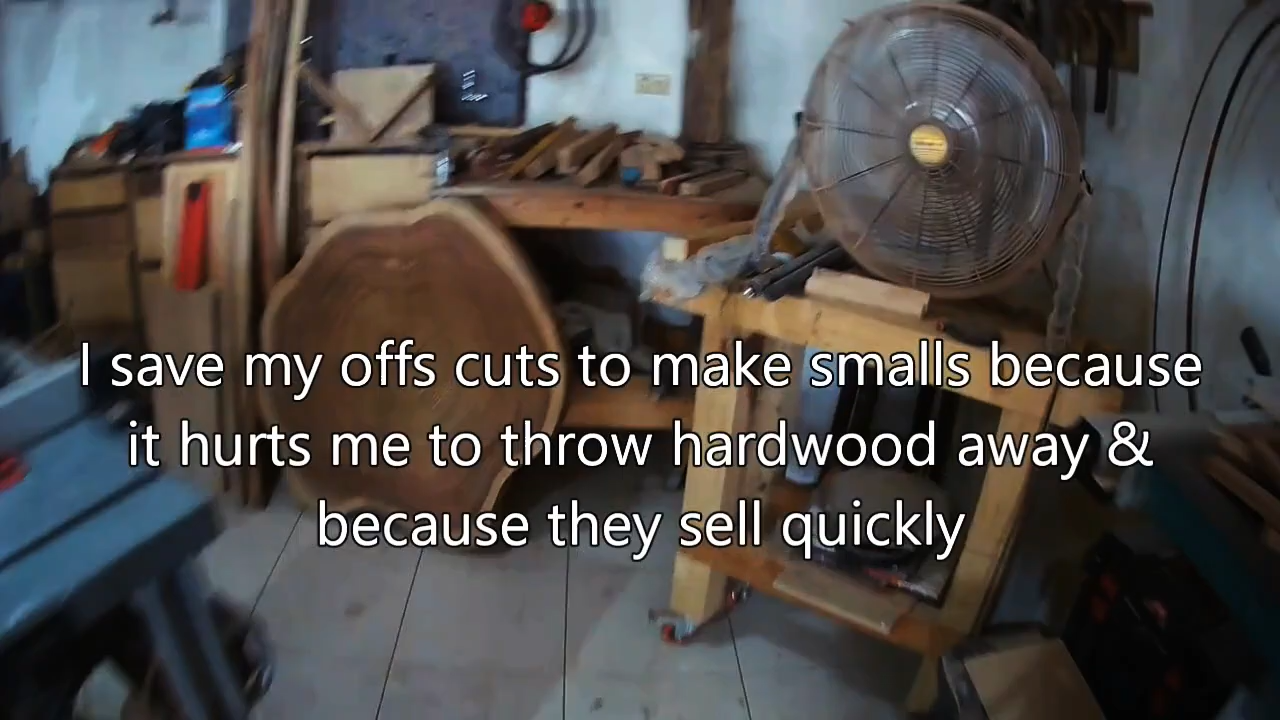 I save my offs cuts to make smalls because
it hurts me to throw hardwood away &
because they sell quickly